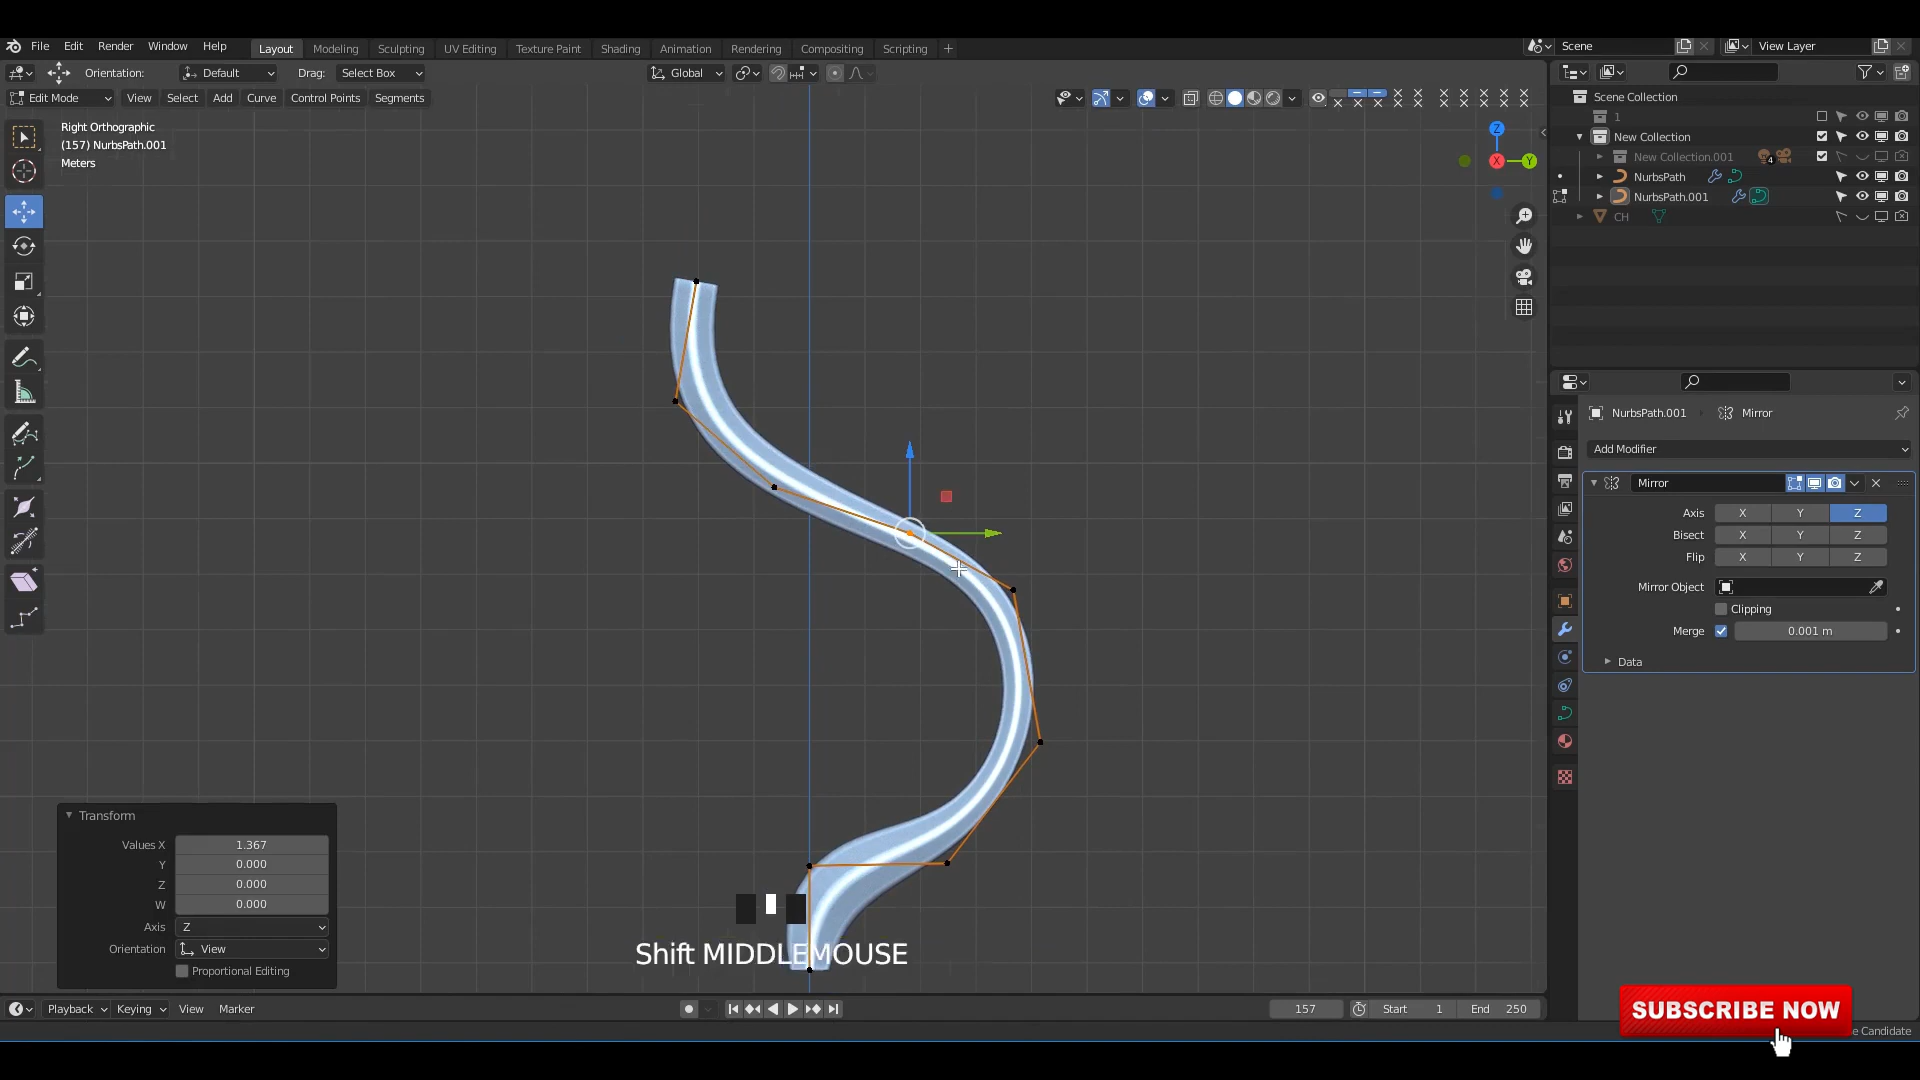 File Edit Render Window Help Layout Modeling Sculpting UV Editing Texture Paint Shading Animation Rendering Compositing Scripting + Scene View Layer
Orientation: Default Drag: Select Box Global
Edit Mode View Select Add Curve Control Points Segments
Right Orthographic
(157) NurbsPath.001
Meters
Z
X
Y
Scene Collection
1
New Collection
New Collection.001 4
NurbsPath
NurbsPath.001
CH
NurbsPath.001 Mirror
Add Modifier
Mirror
Axis X Y Z
Bisect X Y Z
Flip X Y Z
Mirror Object
Clipping
Merge 0.001 m
Data
Transform
Values X 1.367
Y 0.000
Z 0.000
W 0.000
Axis Z
Orientation View
Proportional Editing
Shift MIDDLEMOUSE
Playback Keying View Marker 157 Start 1 End 250
SUBSCRIBE NOW
e Candidate